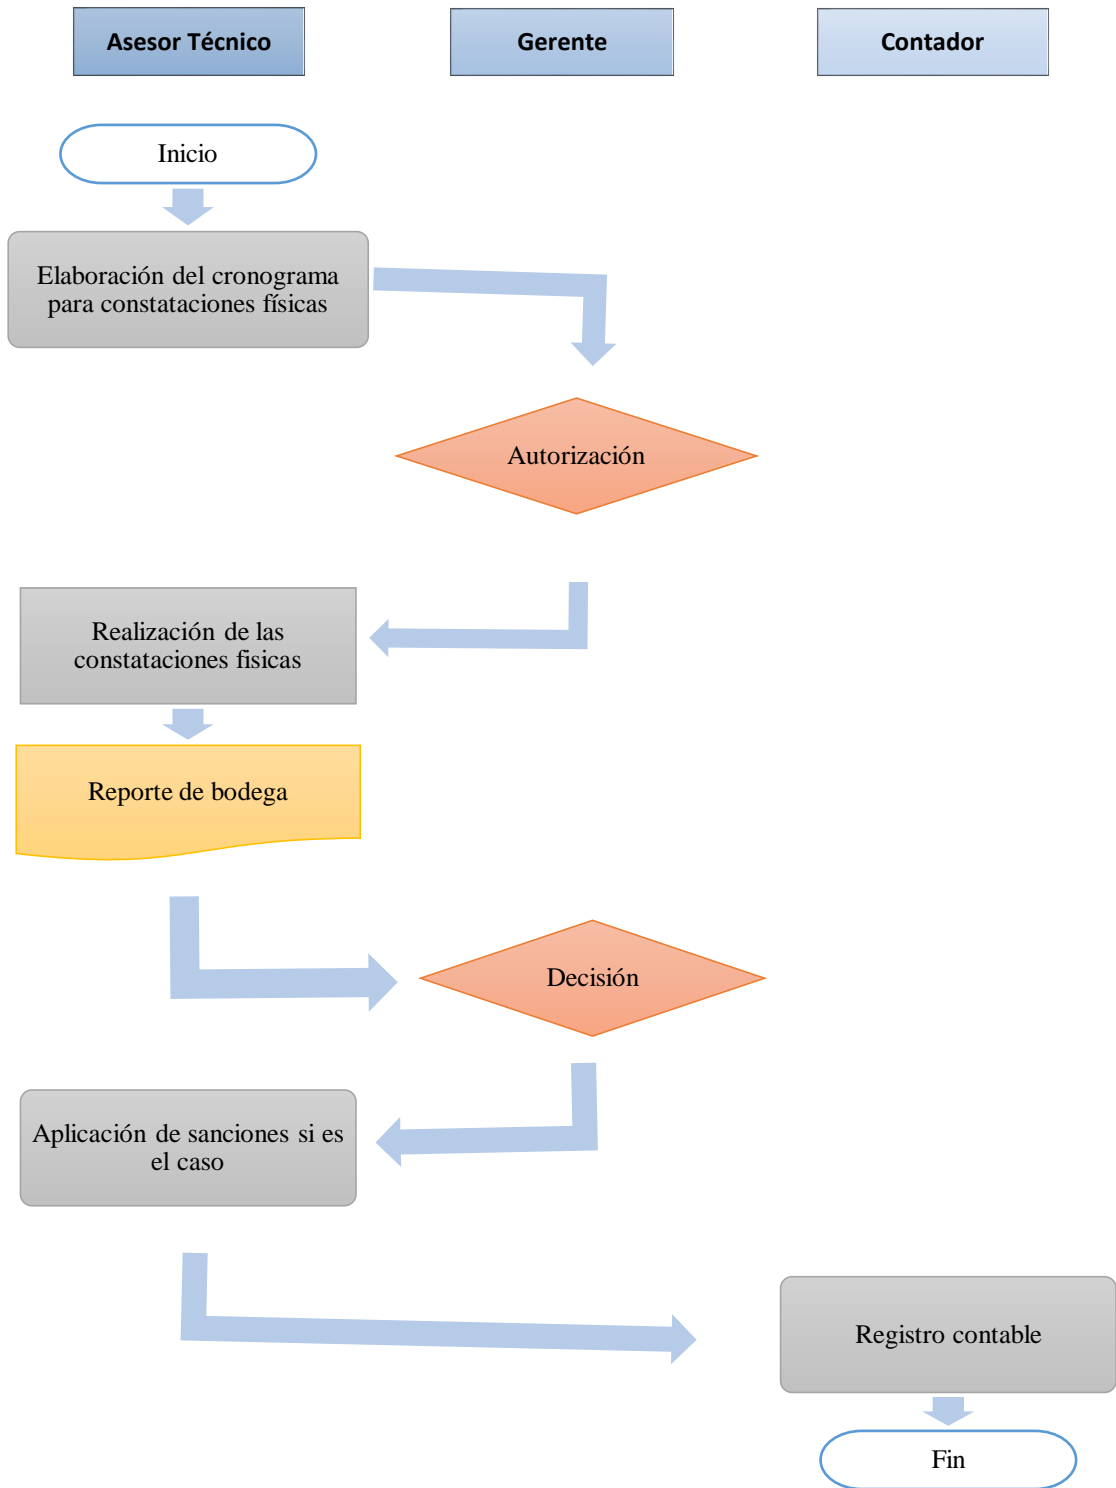 Asesor Técnico
Gerente
Contador
Inicio
Elaboración del cronograma
para constataciones físicas
Autorización
Realización de las
constataciones fisicas
Reporte de bodega
Decisión
Aplicación de sanciones si es
el caso
Registro contable
Fin